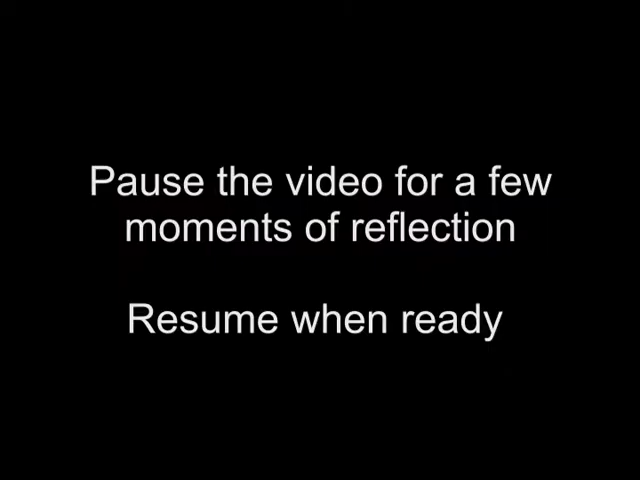 Pause the video for a few
moments of reflection
Resume when ready